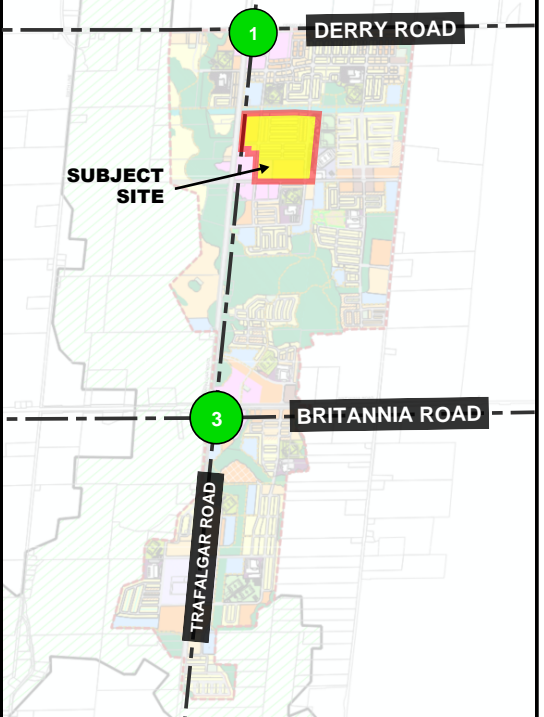 1
DERRY ROAD
SUBJECT
SITE
3
BRITANNIA ROAD
TRAFALGAR ROAD